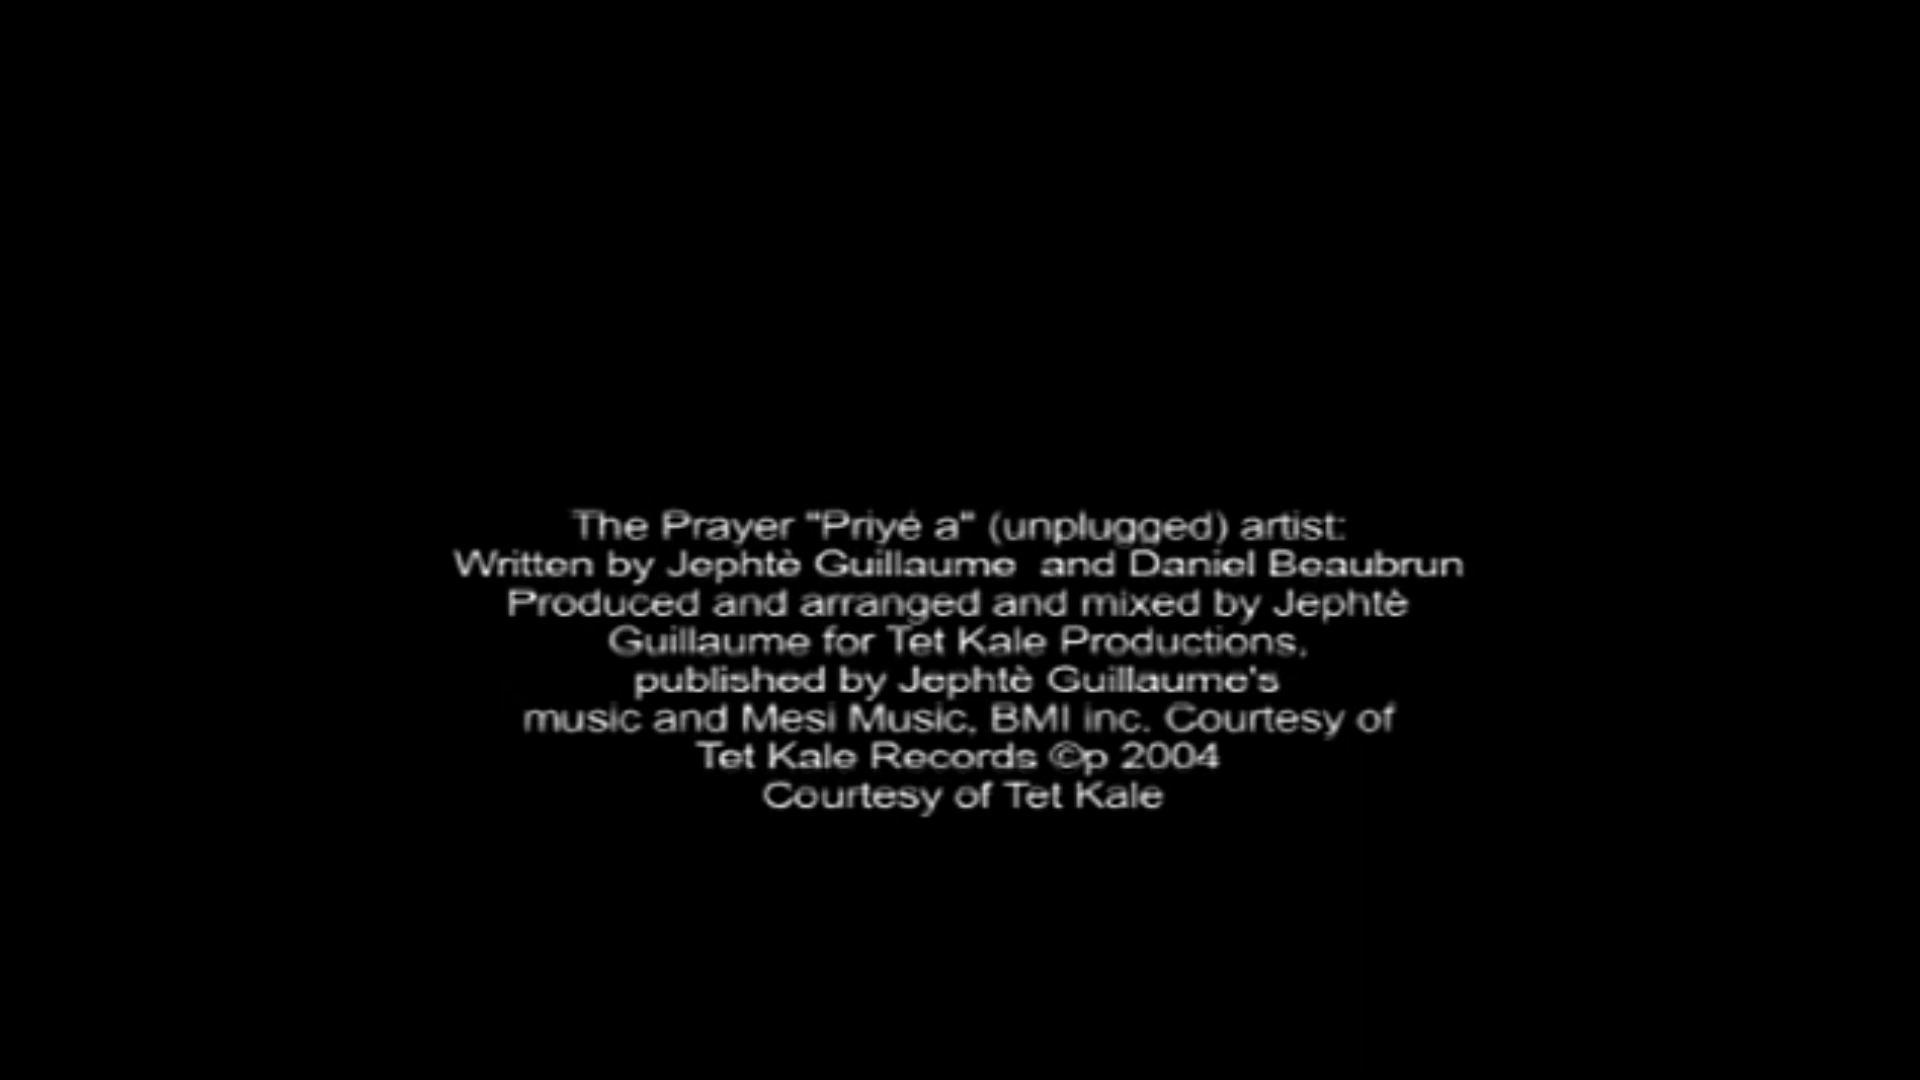 The Prayer "Priyé a" (unplugged) artist:
Written by Jephtè Guillaume  and Daniel Beaubrun
Produced and arranged and mixed by Jephtè
Guillaume for Tet Kale Productions,
published by Jephtè Guillaume's
music and Mesi Music, BMI inc. Courtesy of
Tet Kale Records ©p 2004
Courtesy of Tet Kale